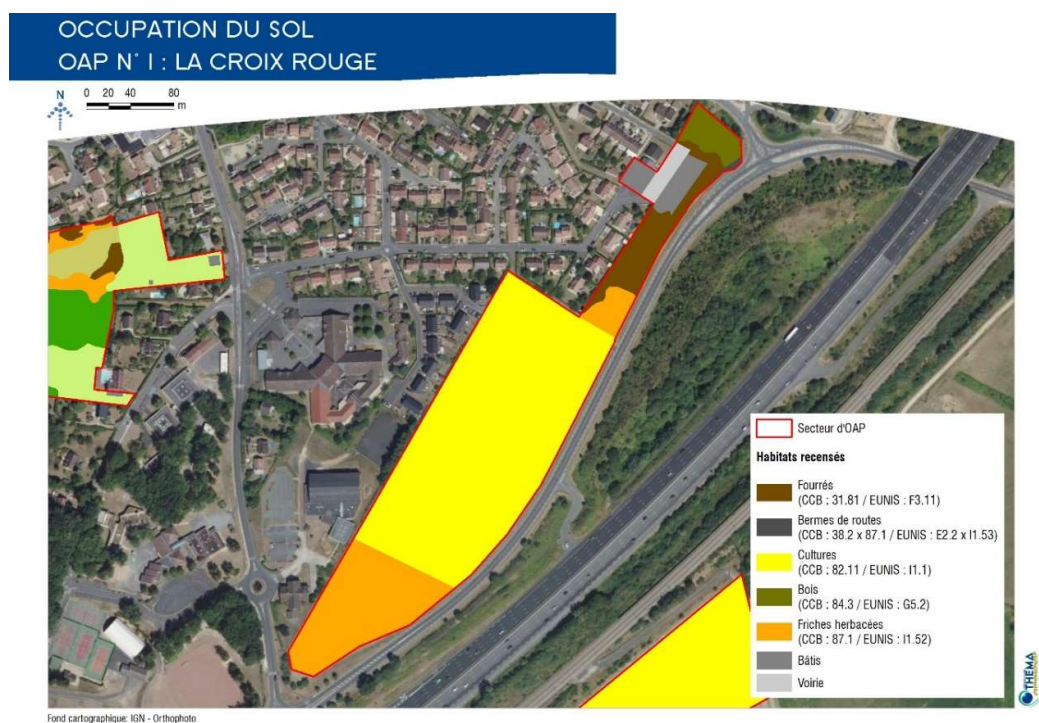 OCCUPATION DU SOL
OAP N° 1 : LA CROIX ROUGE
N
0 20 40 80
m
Secteur d'OAP
Habitats recensés
Fourrés
(CCB : 31.81 / EUNIS : F3.11)
Bermes de routes
(CCB : 38.2 x 87.1 / EUNIS : E2.2 x I1.53)
Cultures
(CCB : 82.11 / EUNIS : I1.1)
Bois
(CCB : 84.3 / EUNIS : G5.2)
Friches herbacées
(CCB : 87.1 / EUNIS : I1.52)
Bâtis
Voirie
THEMA
Fond cartographique: IGN - Orthophoto